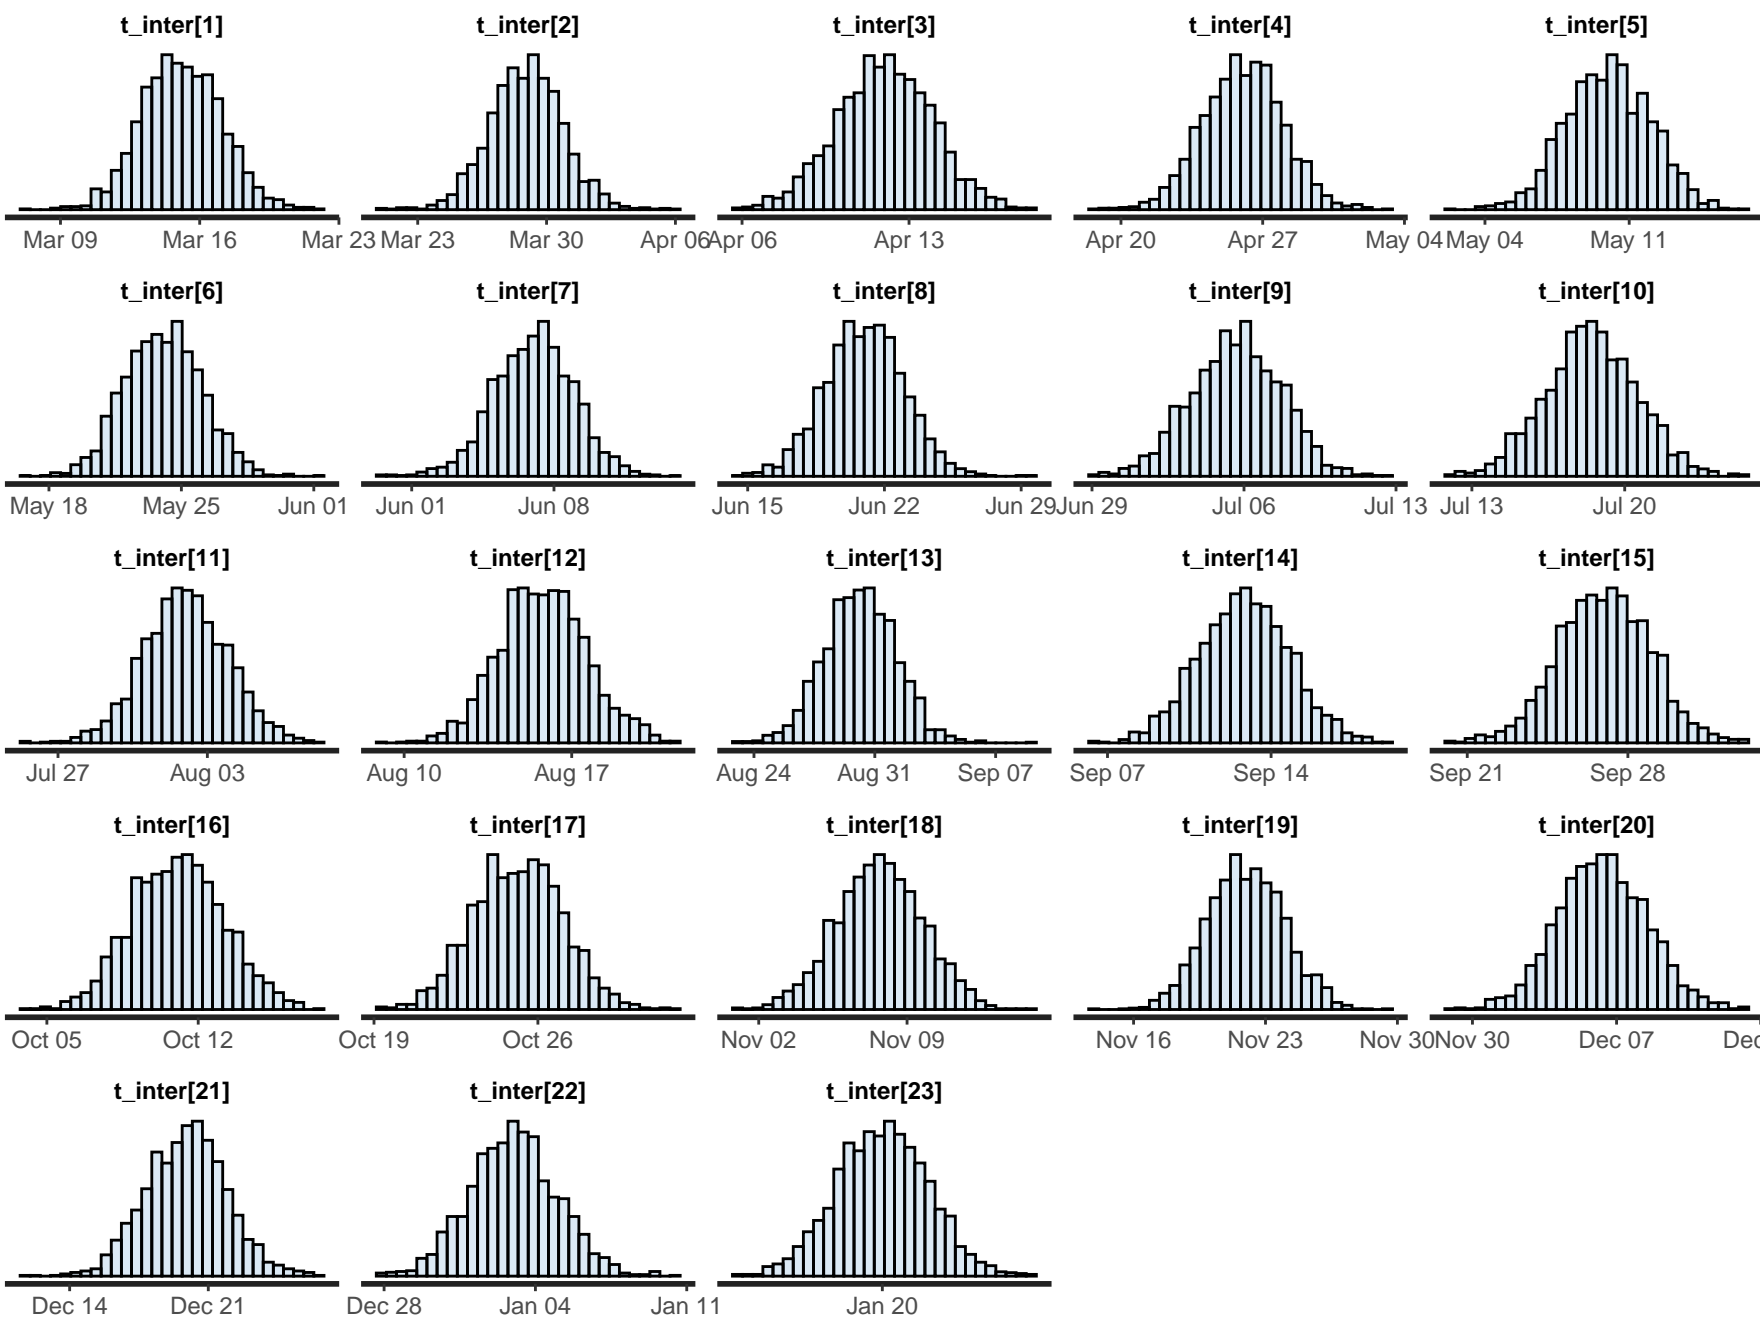 t_inter[1] t_inter[2] t_inter[3] t_inter[4] t_inter[5]
Mar 09 Mar 16 Mar 23 Mar 23 Mar 30 Apr 06 Apr 06 Apr 13 Apr 20 Apr 27 May 04 May 04 May 11
t_inter[6] t_inter[7] t_inter[8] t_inter[9] t_inter[10]
May 18 May 25 Jun 01 Jun 01 Jun 08 Jun 15 Jun 22 Jun 29 Jun 29 Jul 06 Jul 13 Jul 13 Jul 20
t_inter[11] t_inter[12] t_inter[13] t_inter[14] t_inter[15]
Jul 27 Aug 03 Aug 10 Aug 17 Aug 24 Aug 31 Sep 07 Sep 07 Sep 14 Sep 21 Sep 28
t_inter[16] t_inter[17] t_inter[18] t_inter[19] t_inter[20]
Oct 05 Oct 12 Oct 19 Oct 26 Nov 02 Nov 09 Nov 16 Nov 23 Nov 30 Nov 30 Dec 07 Dec
t_inter[21] t_inter[22] t_inter[23]
Dec 14 Dec 21 Dec 28 Jan 04 Jan 11 Jan 20